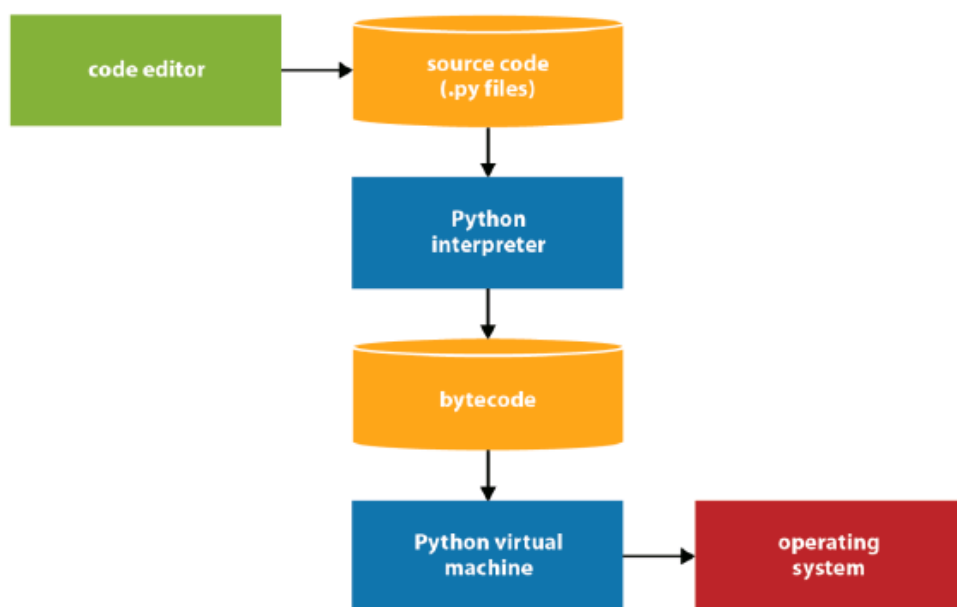 code editor
source code
(.py files)
Python
interpreter
bytecode
Python virtual
machine
operating
system